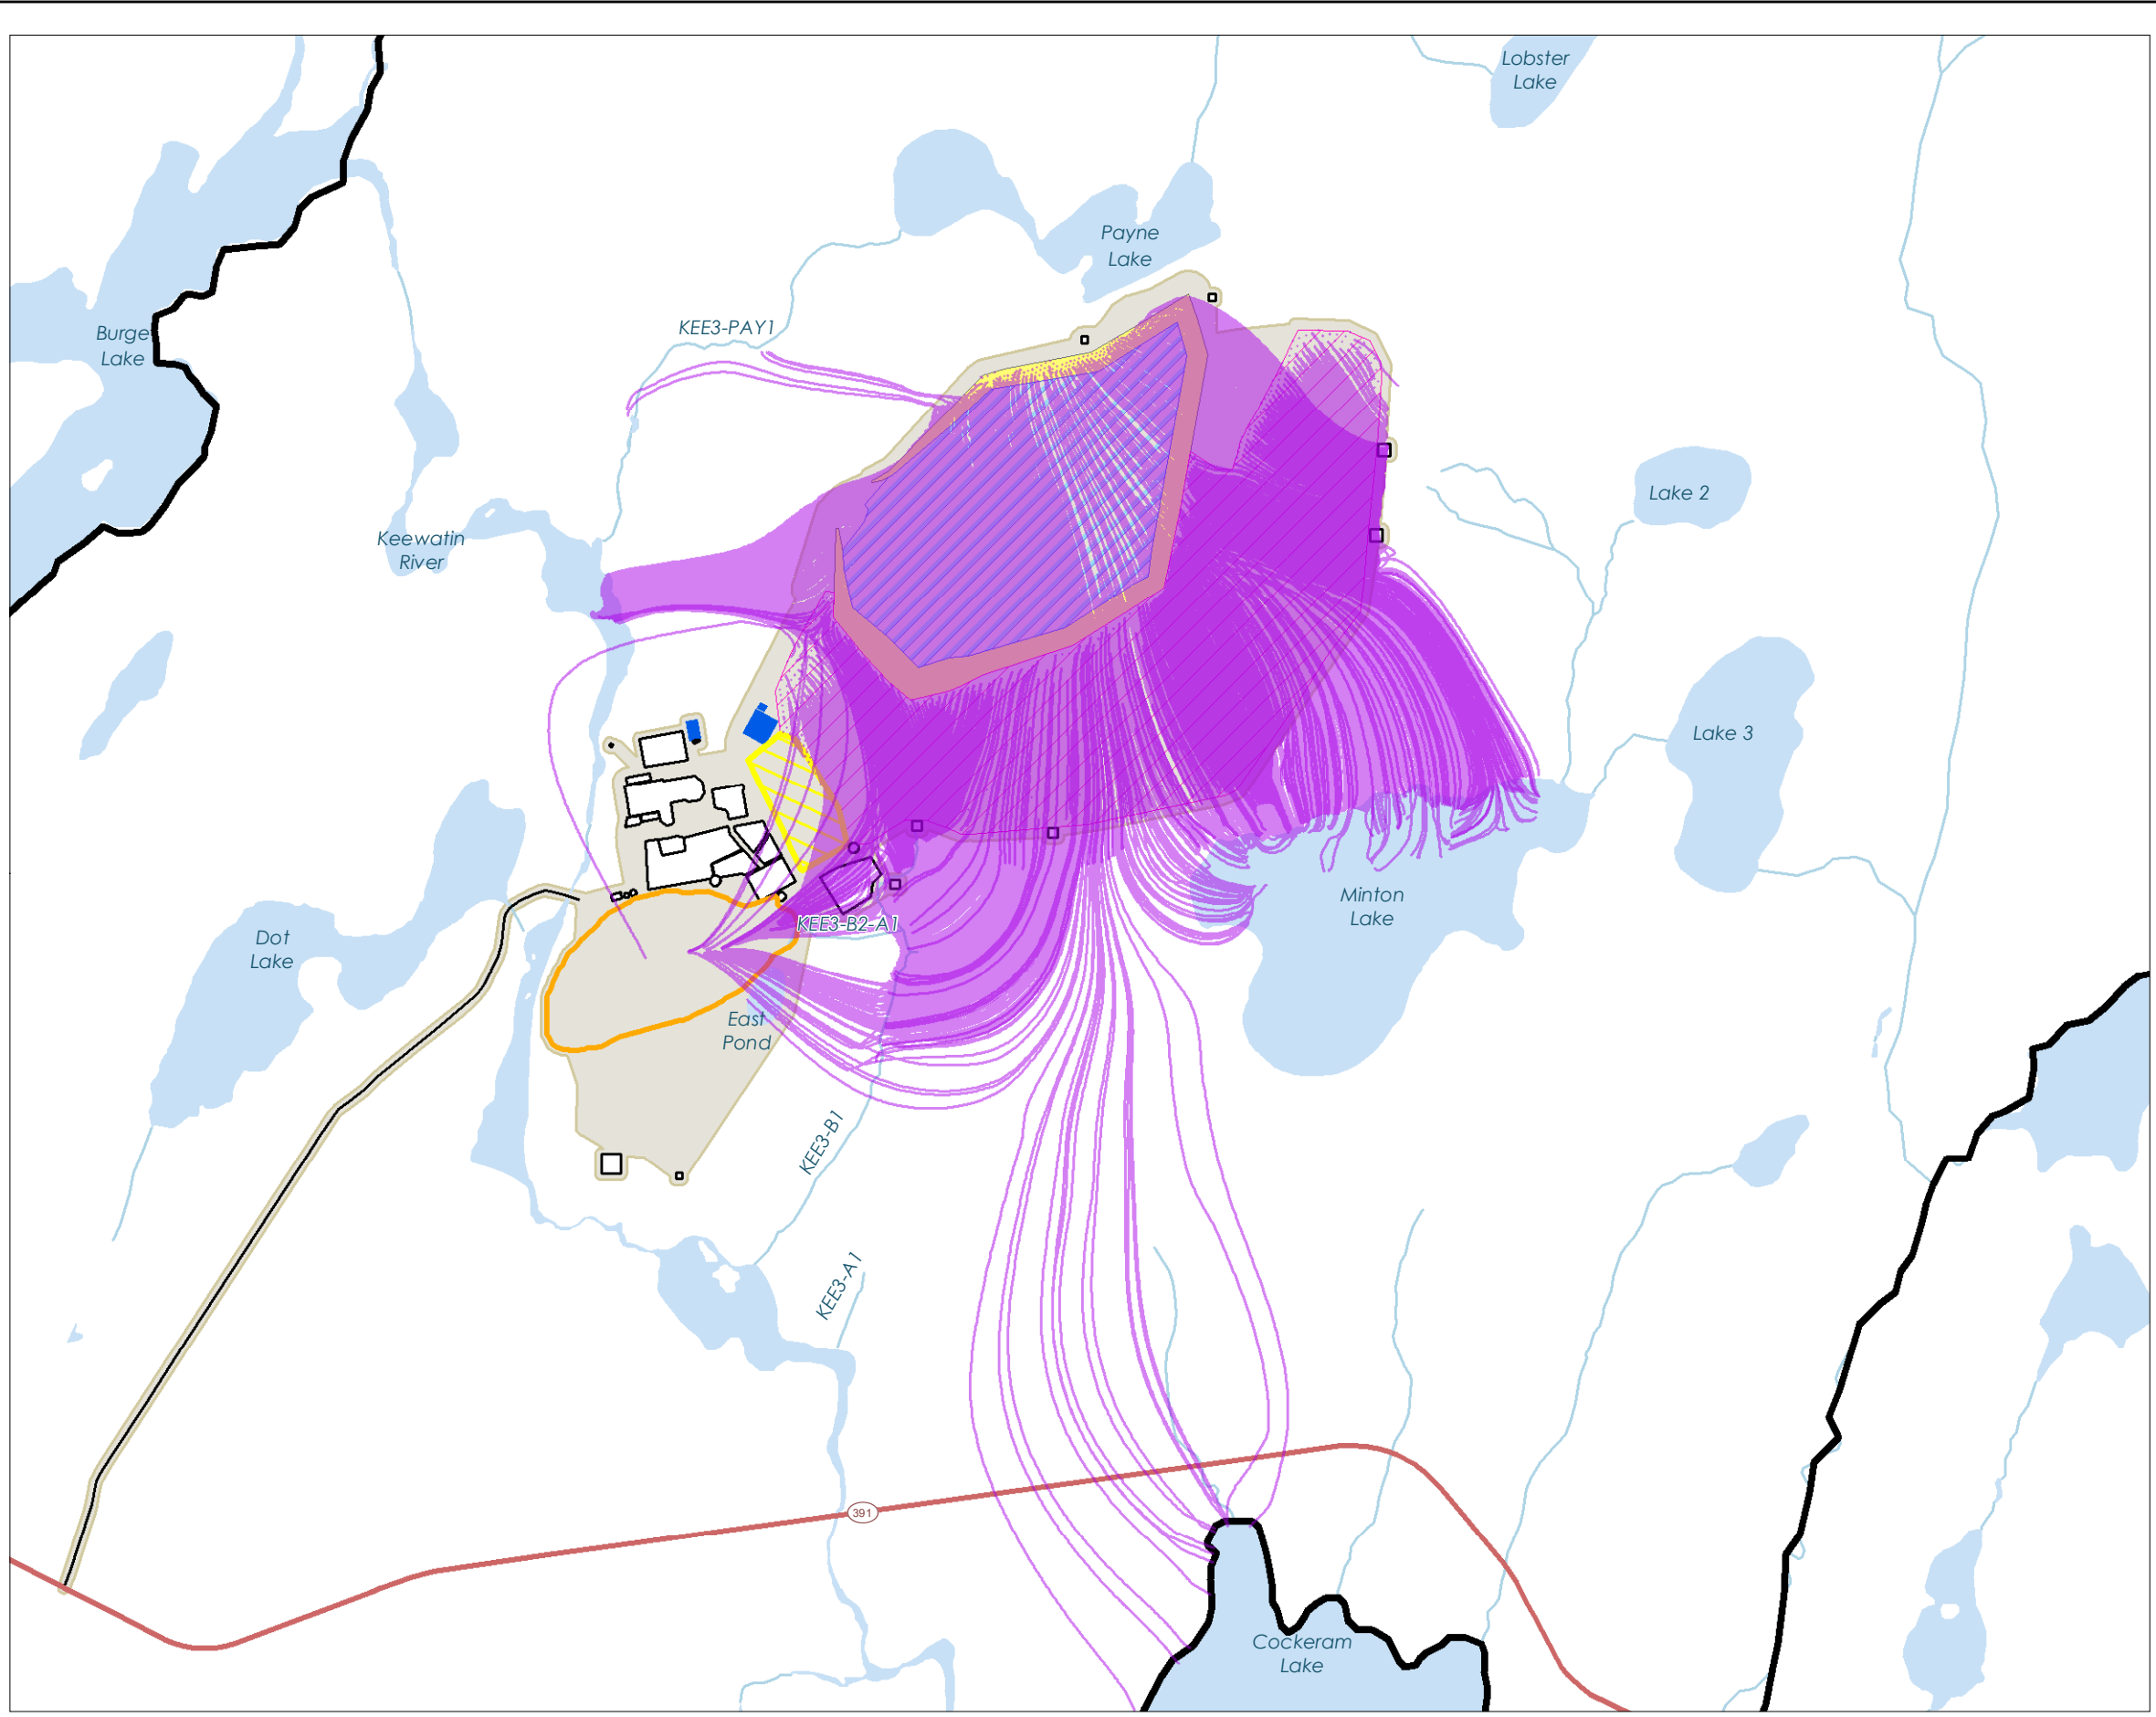 Lobster
Lake
Payne
Lake
KEE3-PAY1
Burge
Lake
Lake 2
Keewatin
River
Lake 3
Minton
Lake
KEE3-B2-A1
Dot
Lake
East
Pond
KEE3-B1
KEE3-A1
391
Cockeram
Lake